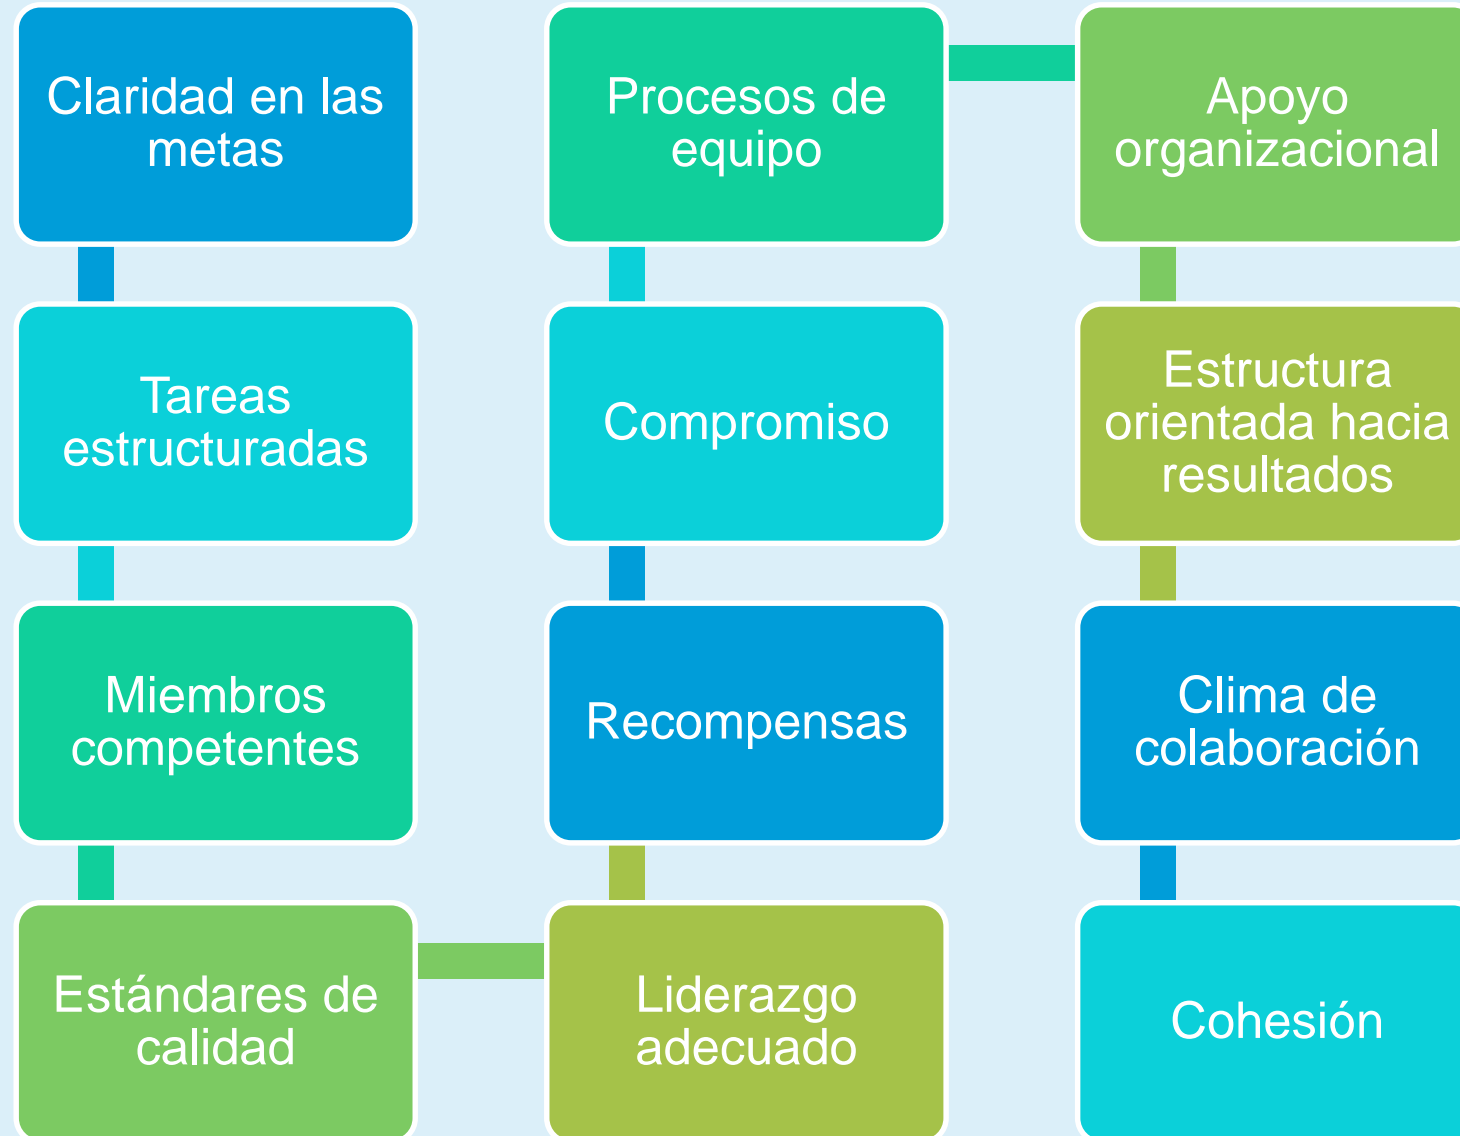 Claridad en las
metas
Tareas
estructuradas
Miembros
competentes
Estándares de
calidad
Liderazgo
adecuado
Recompensas
Compromiso
Procesos de
equipo
Apoyo
organizacional
Estructura
orientada hacia
resultados
Clima de
colaboración
Cohesión